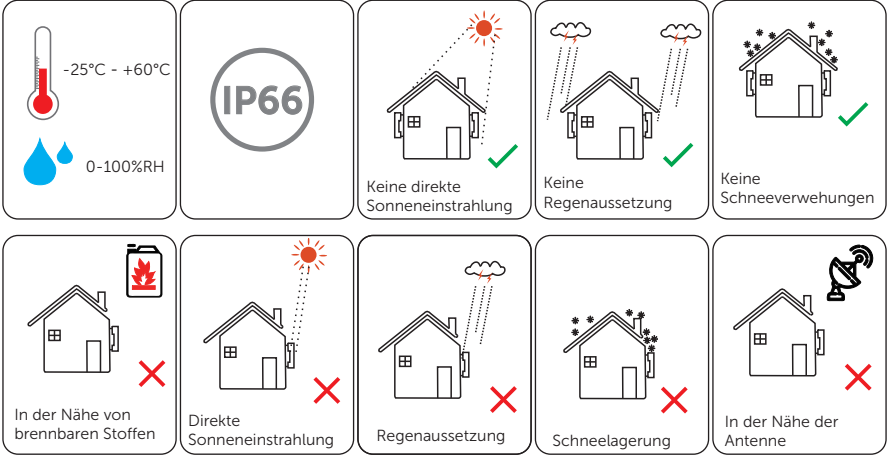 -25°C - +60°C
0-100%RH
IP66
Keine direkte
Sonneneinstrahlung
Keine
Regenaussetzung
Keine
Schneeverwehungen
In der Nähe von
brennbaren Stoffen
Direkte
Sonneneinstrahlung
Regenaussetzung
Schneelagerung
In der Nähe der
Antenne